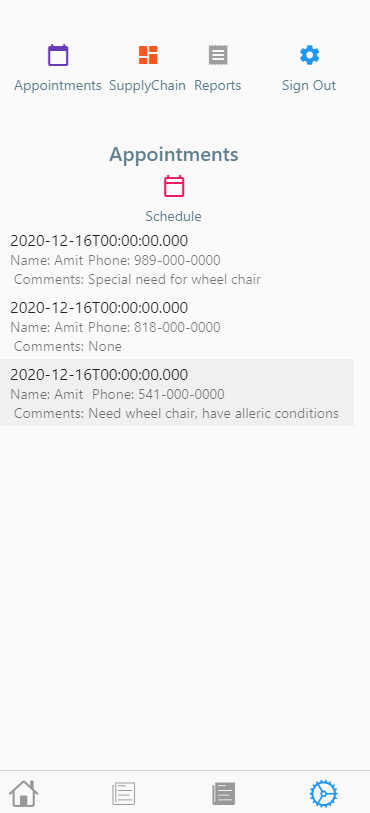 Appointments SupplyChain Reports Sign Out
Appointments
Schedule
2020-12-16T00:00:00.000
Name: Amit Phone: 989-000-0000
Comments: Special need for wheel chair
2020-12-16T00:00:00.000
Name: Amit Phone: 818-000-0000
Comments: None
2020-12-16T00:00:00.000
Name: Amit  Phone: 541-000-0000
Comments: Need wheel chair, have alleric conditions